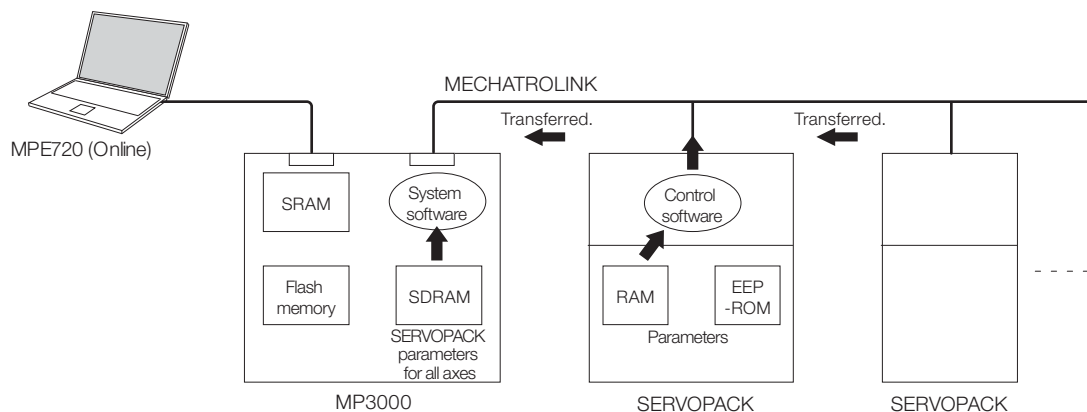 MECHATROLINK
Transferred.
Transferred.
MPE720 (Online)
SRAM
System
software
Control
software
Flash
memory
SDRAM
RAM
EEP
-ROM
SERVOPACK
parameters
for all axes
Parameters
MP3000
SERVOPACK
SERVOPACK